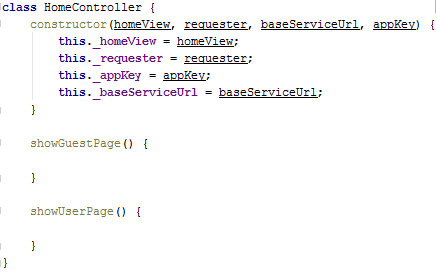 class HomeController {
    constructor(homeView, requester, baseServiceUrl, appKey) {
        this._homeView = homeView;
        this._requester = requester;
        this._appKey = appKey;
        this._baseServiceUrl = baseServiceUrl;
    }

    showGuestPage() {

    }

    showUserPage() {

    }
}